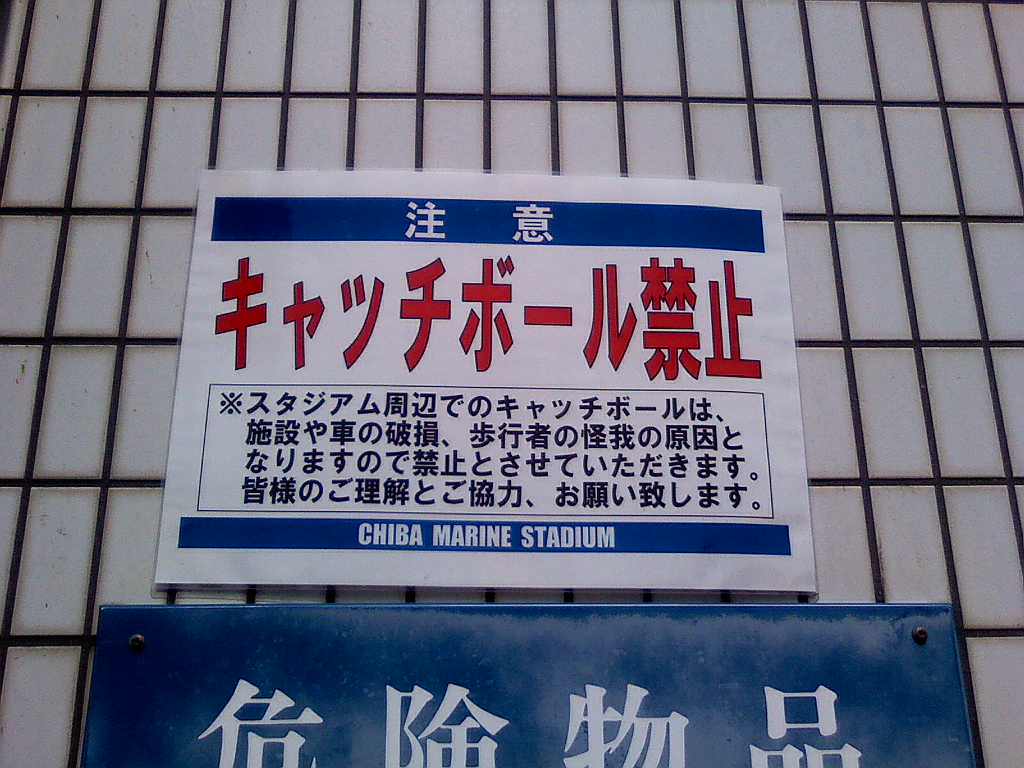 注 意
キャッチボール禁止
※スタジアム周辺でのキャッチボールは、
施設や車の破損、歩行者の怪我の原因と
なりますので禁止とさせていただきます。
皆様のご理解とご協力、お願い致します。
CHIBA MARINE STADIUM
危険物品